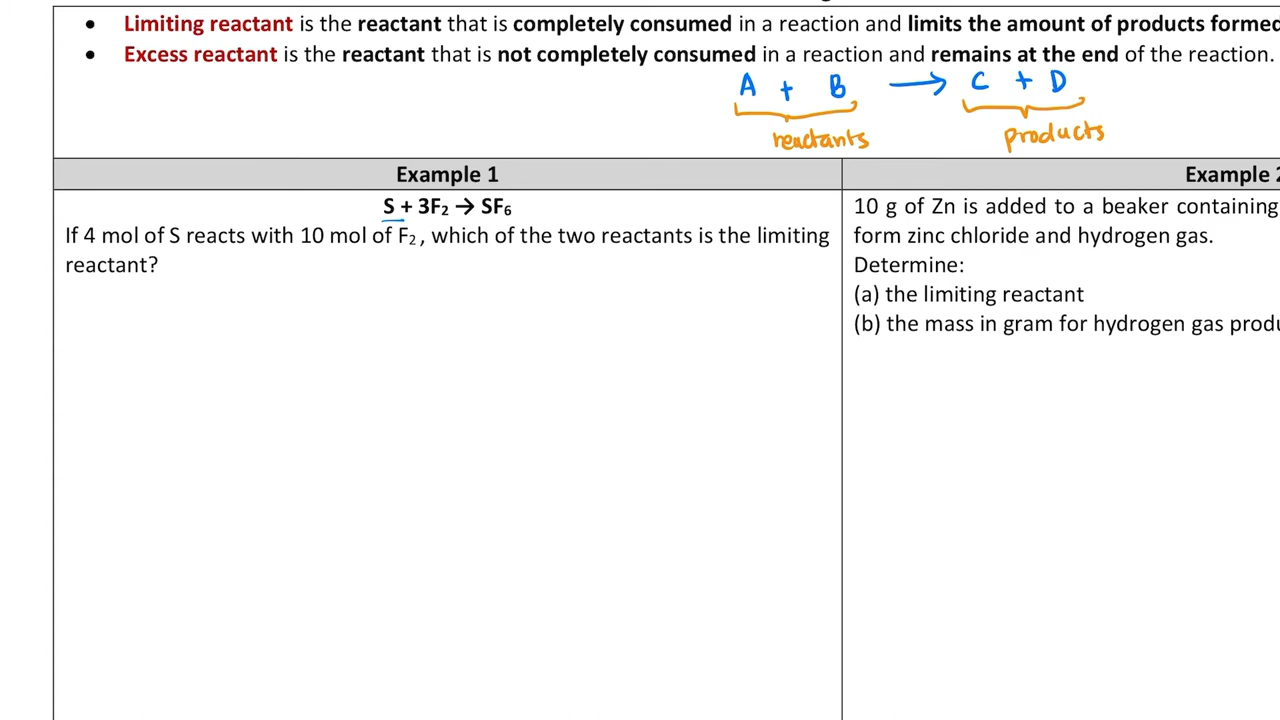 • Limiting reactant is the reactant that is completely consumed in a reaction and limits the amount of products formed
• Excess reactant is the reactant that is not completely consumed in a reaction and remains at the end of the reaction.
A + B → C + D
reactants products
Example 1
S + 3F₂ → SF₆
If 4 mol of S reacts with 10 mol of F₂, which of the two reactants is the limiting
reactant?
Example 2
10 g of Zn is added to a beaker containing
form zinc chloride and hydrogen gas.
Determine:
(a) the limiting reactant
(b) the mass in gram for hydrogen gas produ